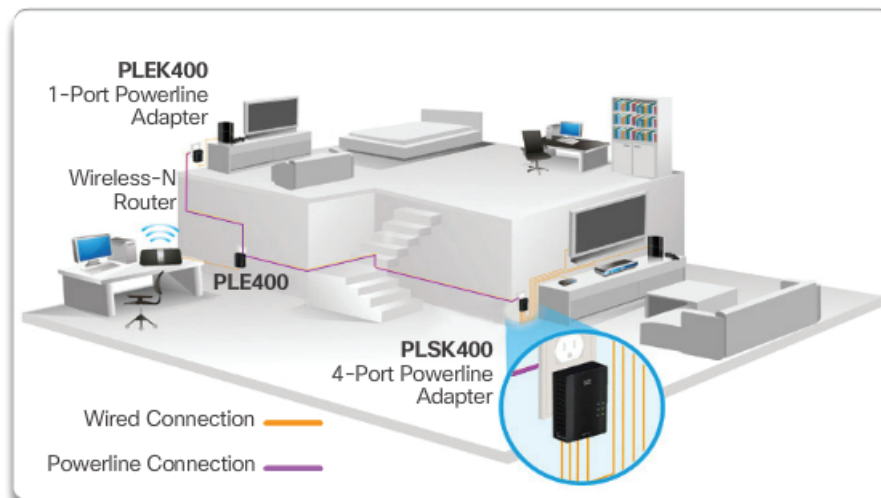 PLEK400
1-Port Powerline
Adapter
Wireless-N
Router
PLE400
PLSK400
4-Port Powerline
Adapter
Wired Connection
Powerline Connection